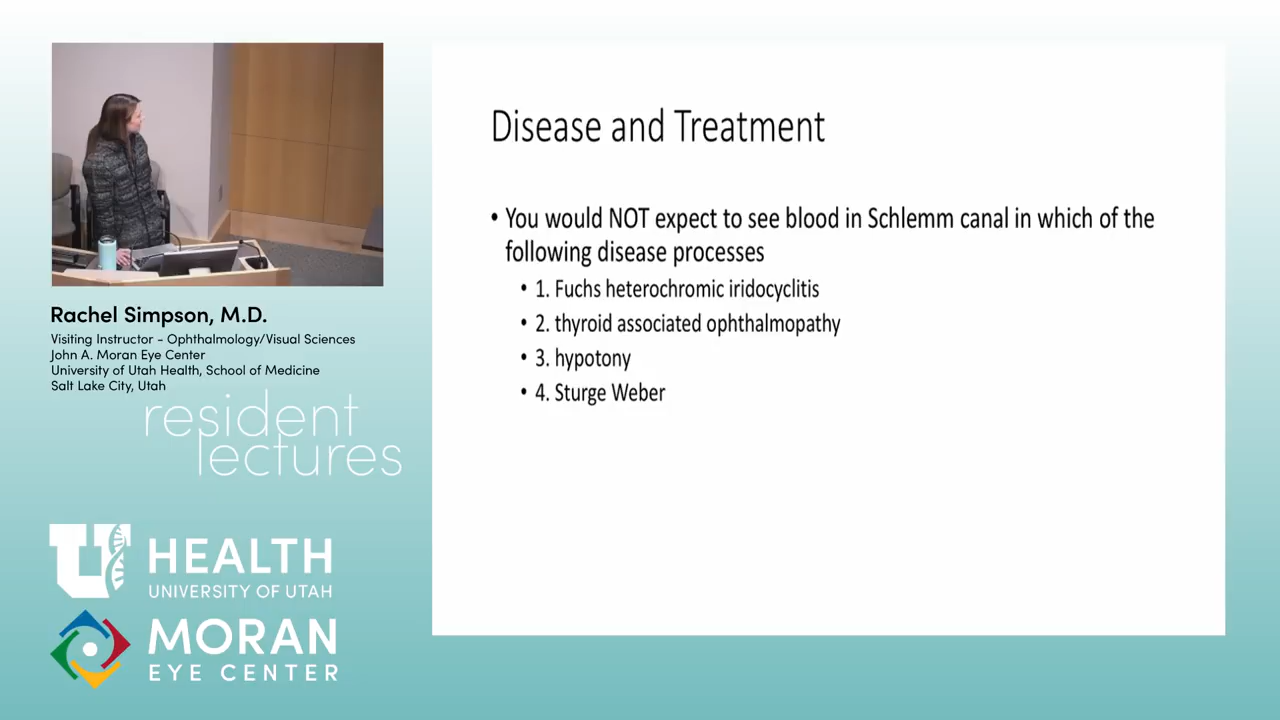 Disease and Treatment
• You would NOT expect to see blood in Schlemm canal in which of the
following disease processes
• 1. Fuchs heterochromic iridocyclitis
• 2. thyroid associated ophthalmopathy
• 3. hypotony
• 4. Sturge Weber
Rachel Simpson, M.D.
Visiting Instructor - Ophthalmology/Visual Sciences
John A. Moran Eye Center
University of Utah Health, School of Medicine
Salt Lake City, Utah
resident
lectures
U HEALTH
UNIVERSITY OF UTAH
MORAN
EYE CENTER